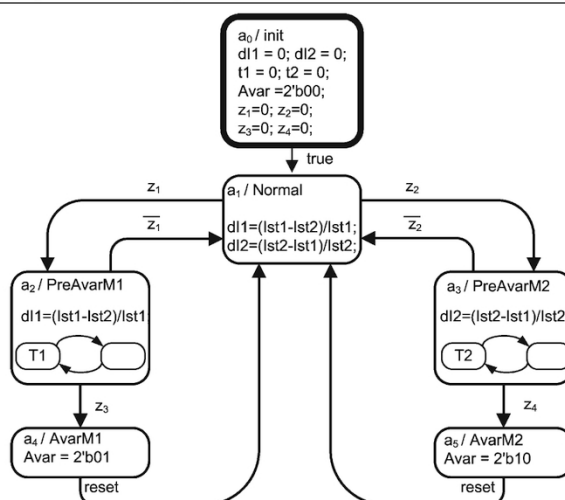 a0 / init
dI1 = 0; dI2 = 0;
t1 = 0; t2 = 0;
Avar =2'b00;
z1=0; z2=0;
z3=0; z4=0;
true
z1
a1 / Normal
z2
z̅1̅
dI1=(Ist1-Ist2)/Ist1;
dI2=(Ist2-Ist1)/Ist2;
z̅2̅
a2 / PreAvarM1
dI1=(Ist1-Ist2)/Ist1;
T1
a3 / PreAvarM2
dI2=(Ist2-Ist1)/Ist2
T2
z3
z4
a4 / AvarM1
Avar = 2'b01
a5 / AvarM2
Avar = 2'b10
reset
reset